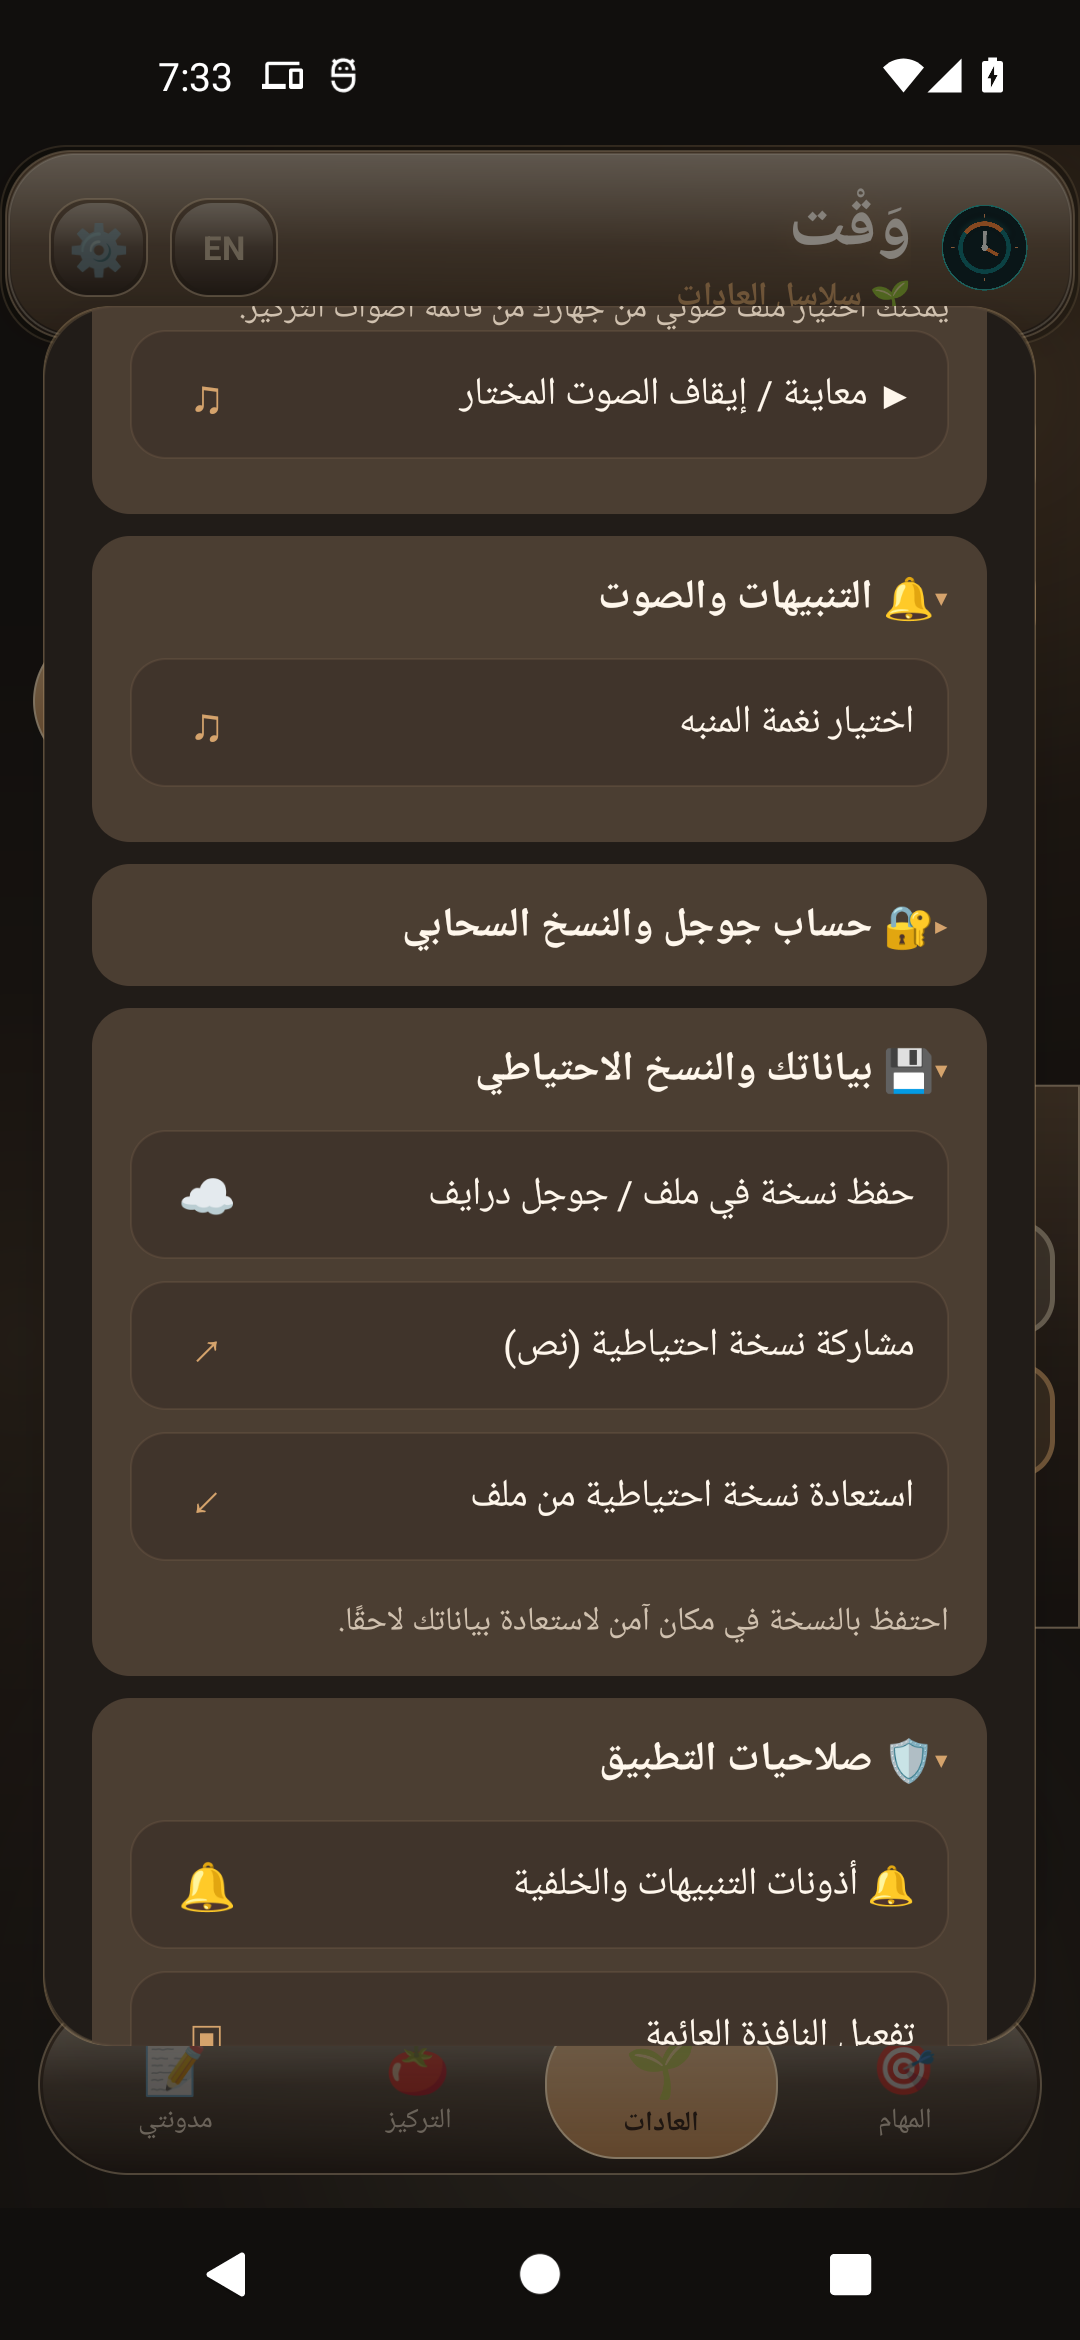 7:33
وَقْت
EN
سلاسل العادات
يمكنك اختيار ملف صوتي من جهازك من قائمة أصوات التركيز.
معاينة / إيقاف الصوت المختار
التنبيهات والصوت
اختيار نغمة المنبه
حساب جوجل والنسخ السحابي
بياناتك والنسخ الاحتياطي
حفظ نسخة في ملف / جوجل درايف
مشاركة نسخة احتياطية (نص)
استعادة نسخة احتياطية من ملف
احتفظ بالنسخة في مكان آمن لاستعادة بياناتك لاحقًا.
صلاحيات التطبيق
أذونات التنبيهات والخلفية
تفعيل النافذة العائمة
المهام
العادات
التركيز
مدونتي